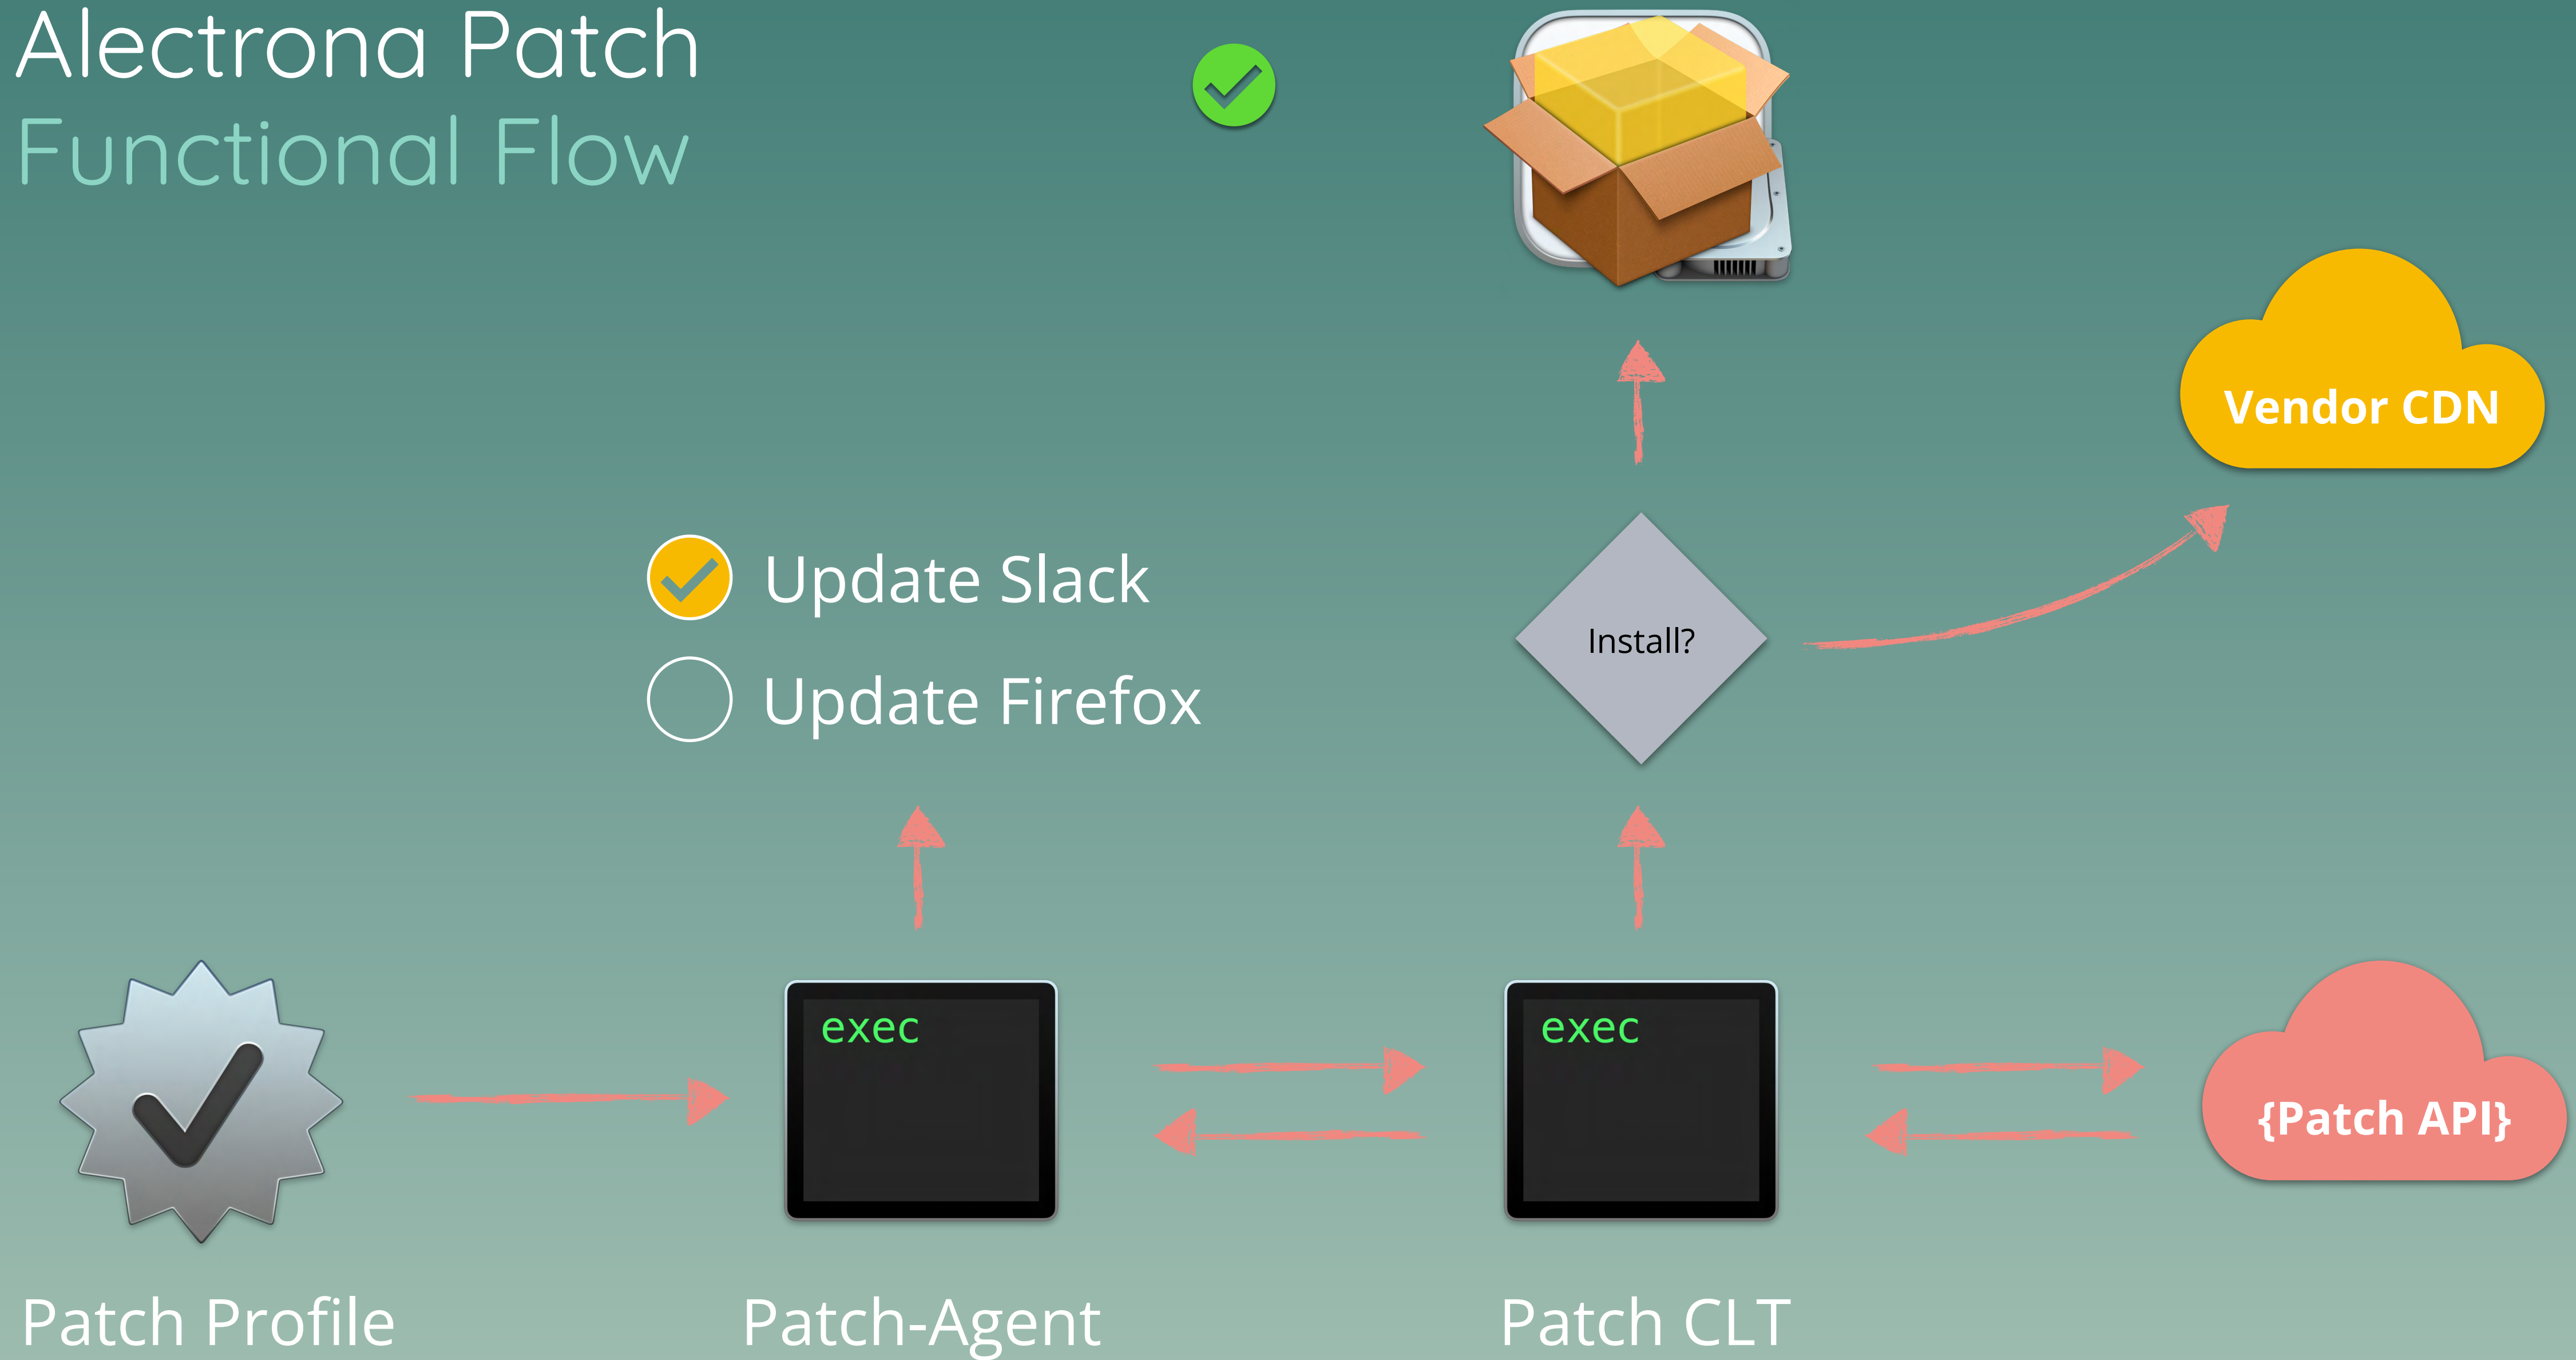 Alectrona Patch
Functional Flow
Vendor CDN
Update Slack
Update Firefox
Install?
exec
exec
{Patch API}
Patch Profile
Patch-Agent
Patch CLT